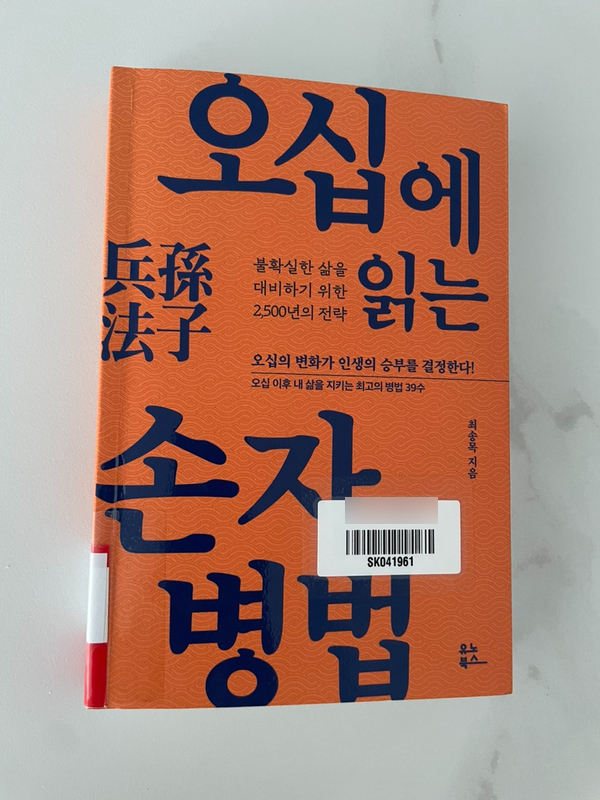 오십에
읽는
孫子
兵法
불확실한 삶을
대비하기 위한
2,500년의 전략
오십의 변화가 인생의 승부를 결정한다!
오십 이후 내 삶을 지키는 최고의 병법 39수
손자
병법
최송목 지음
SK041961
유노
북스